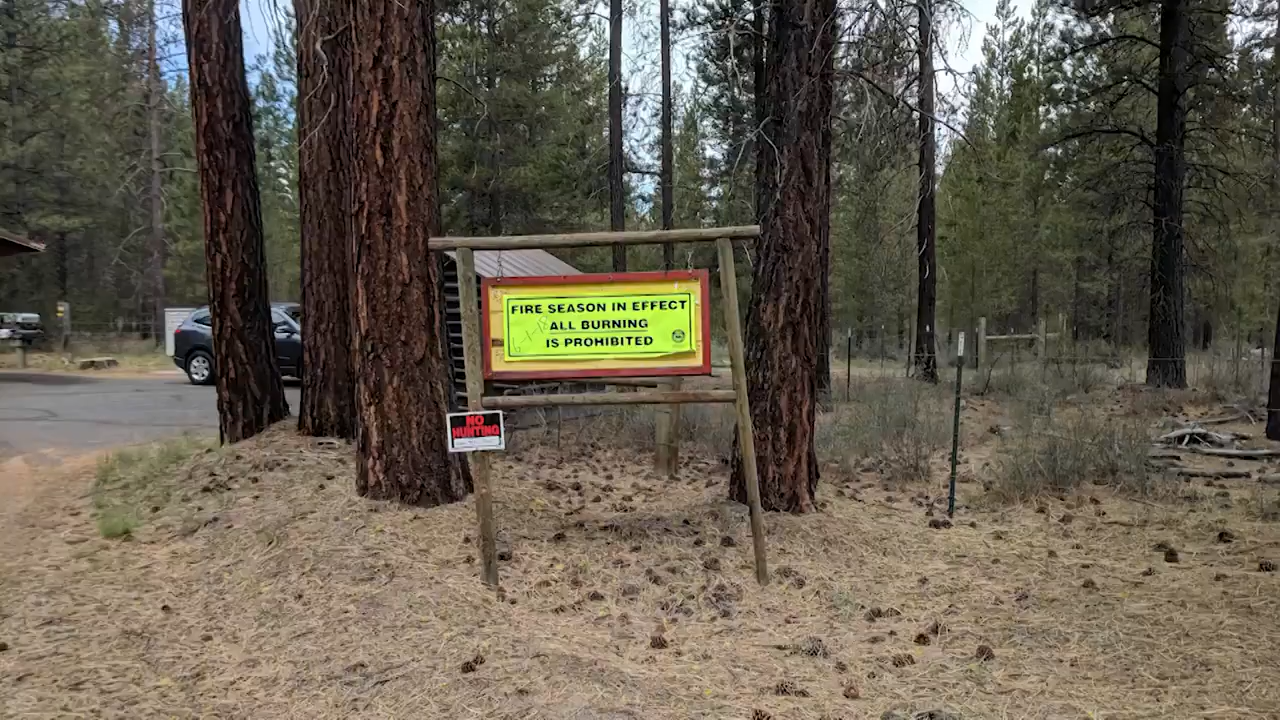 FIRE SEASON IN EFFECT
ALL BURNING
IS PROHIBITED
NO
HUNTING